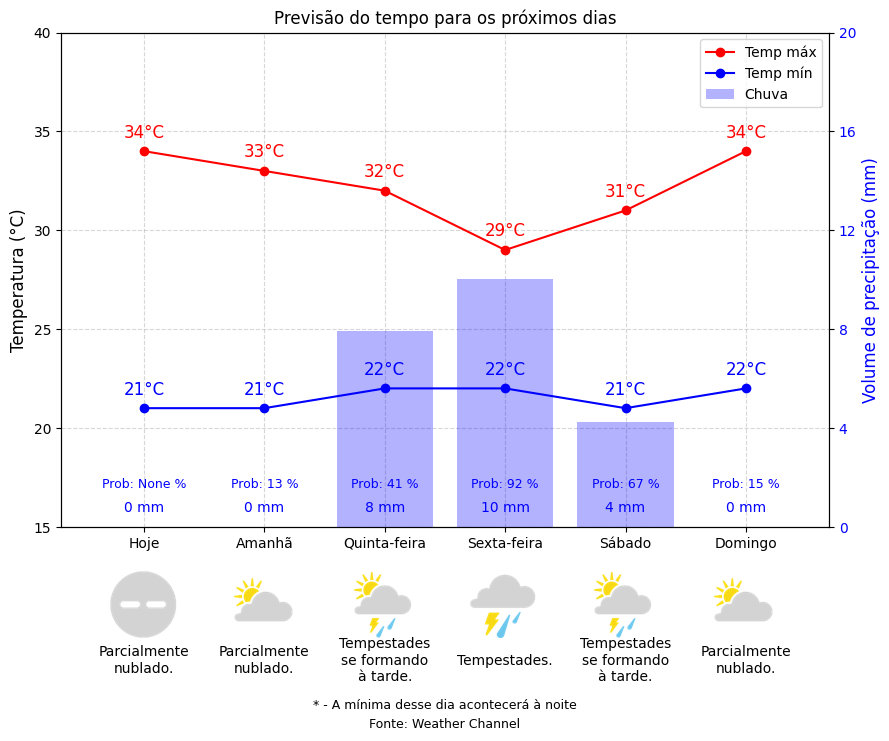 Previsão do tempo para os próximos dias
Temp máx
Temp mín
Chuva
Temperatura (°C)
40
35
30
25
20
15
Volume de precipitação (mm)
20
16
12
8
4
0
34°C
33°C
32°C
29°C
31°C
34°C
21°C
21°C
22°C
22°C
21°C
22°C
Prob: None %
Prob: 13 %
Prob: 41 %
Prob: 92 %
Prob: 67 %
Prob: 15 %
0 mm
0 mm
8 mm
10 mm
4 mm
0 mm
Hoje
Amanhã
Quinta-feira
Sexta-feira
Sábado
Domingo
Parcialmente
nublado.
Parcialmente
nublado.
Tempestades
se formando
à tarde.
Tempestades.
Tempestades
se formando
à tarde.
Parcialmente
nublado.
* - A mínima desse dia acontecerá à noite
Fonte: Weather Channel